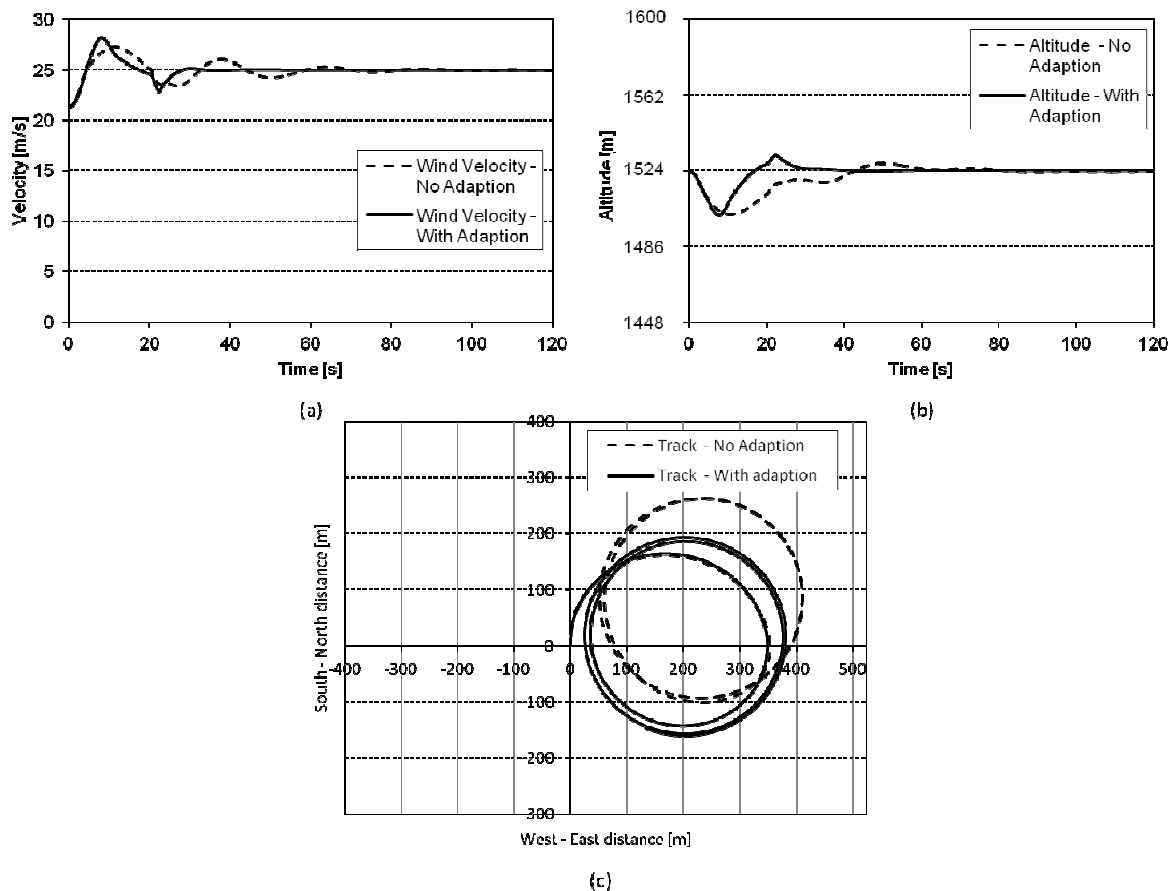 30
25
20
15
10
5
0
Velocity [m/s]
Wind Velocity -
No Adaption
Wind Velocity -
With Adaption
0 20 40 60 80 100 120
Time [s]
(a)
1600
1562
1524
1486
1448
Altitude [m]
Altitude - No
Adaption
Altitude - With
Adaption
0 20 40 60 80 100 120
Time [s]
(b)
400
300
200
100
0
-100
-200
-300
South - North distance [m]
Track - No Adaption
Track - With adaption
-400 -300 -200 -100 0 100 200 300 400 500
West - East distance [m]
(c)